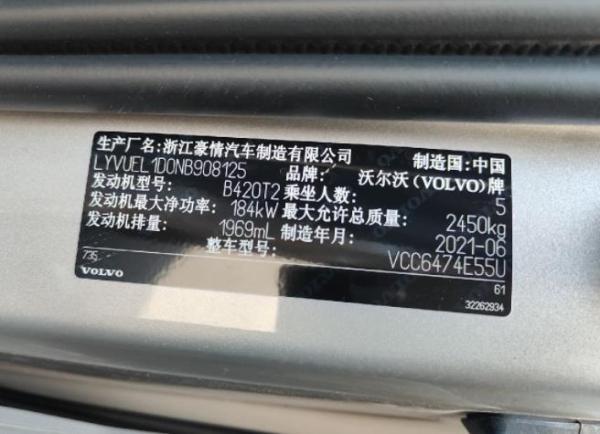 生产厂名:浙江豪情汽车制造有限公司 制造国:中国
LYVUEL1D0NB908125 沃尔沃(VOLVO)牌
发动机型号: B420T2 乘坐人数: 5
发动机最大净功率: 184kW 最大允许总质量: 2450kg
发动机排量: 1969mL 制造年月: 2021-06
整车型号: VCC6474E55U
735 61
VOLVO 32262934